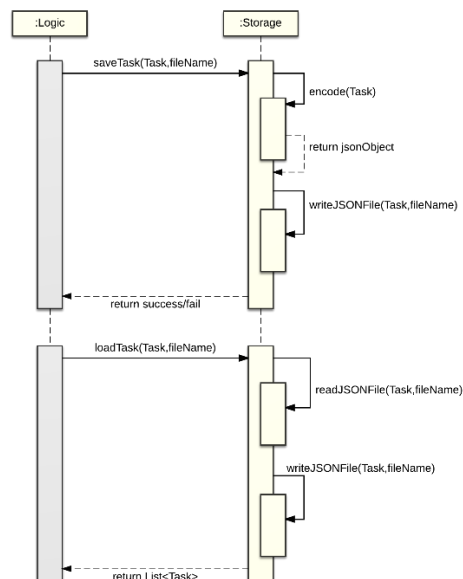 :Logic
:Storage
saveTask(Task,fileName)
encode(Task)
return jsonObject
writeJSONFile(Task,fileName)
return success/fail
loadTask(Task,fileName)
readJSONFile(Task,fileName)
writeJSONFile(Task,fileName)
return List<Task>